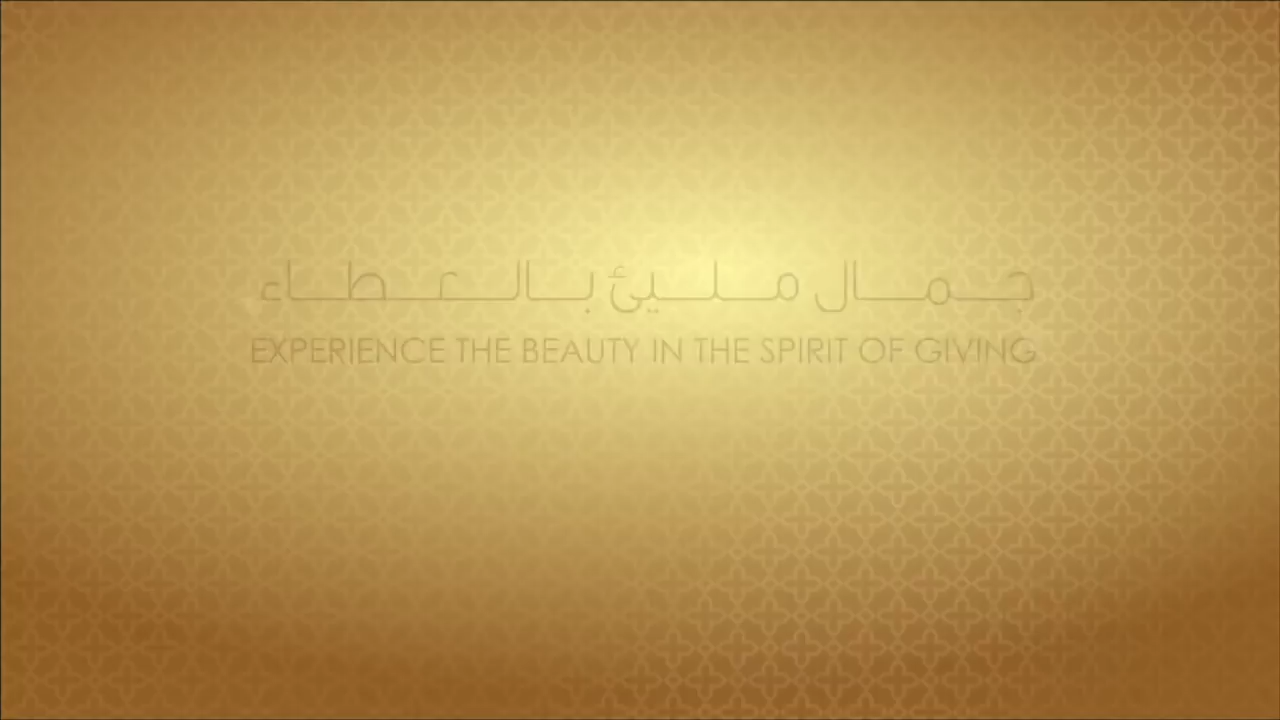 جمال مليئ بالعطاء
EXPERIENCE THE BEAUTY IN THE SPIRIT OF GIVING